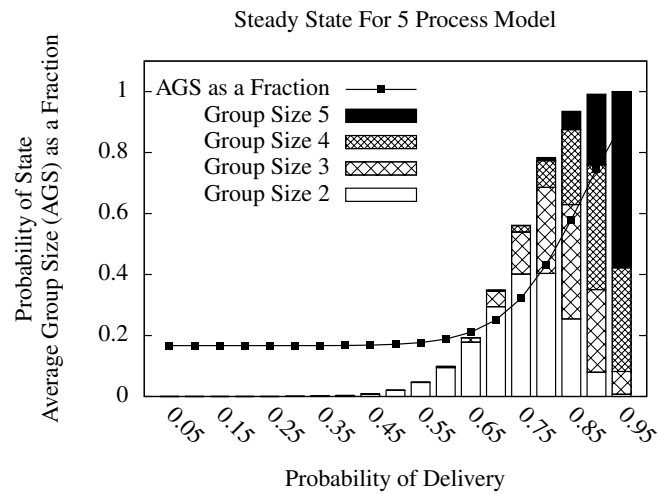 Steady State For 5 Process Model
Probability of State
Average Group Size (AGS) as a Fraction
1
0.8
0.6
0.4
0.2
0
AGS as a Fraction
Group Size 5
Group Size 4
Group Size 3
Group Size 2
0.05
0.15
0.25
0.35
0.45
0.55
0.65
0.75
0.85
0.95
Probability of Delivery